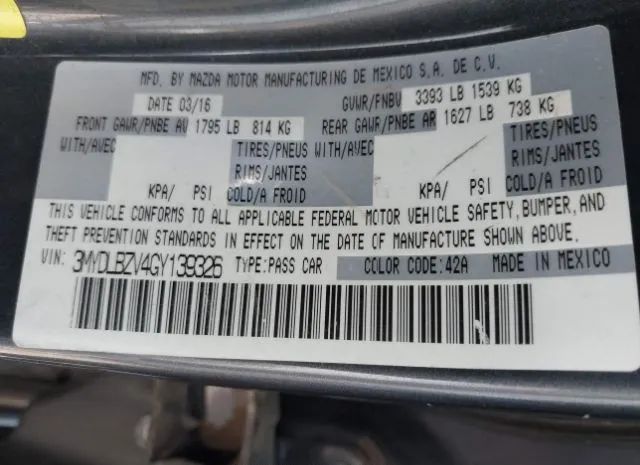 MFD. BY MAZDA MOTOR MANUFACTURING DE MEXICO S.A. DE C.V.
DATE 03/16 GVWR/PNBV 3393 LB 1539 KG
FRONT GAWR/PNBE AV 1795 LB 814 KG REAR GAWR/PNBE AR 1627 LB 738 KG
WITH/AVEC TIRES/PNEUS WITH/AVEC TIRES/PNEUS
RIMS/JANTES RIMS/JANTES
KPA/ PSI COLD/A FROID KPA/ PSI COLD/A FROID
THIS VEHICLE CONFORMS TO ALL APPLICABLE FEDERAL MOTOR VEHICLE SAFETY, BUMPER, AND
THEFT PREVENTION STANDARDS IN EFFECT ON THE DATE OF MANUFACTURE SHOWN ABOVE.
VIN: 3MYDLBZV4GY139326 TYPE:PASS CAR COLOR CODE:42A MADE IN MEXICO